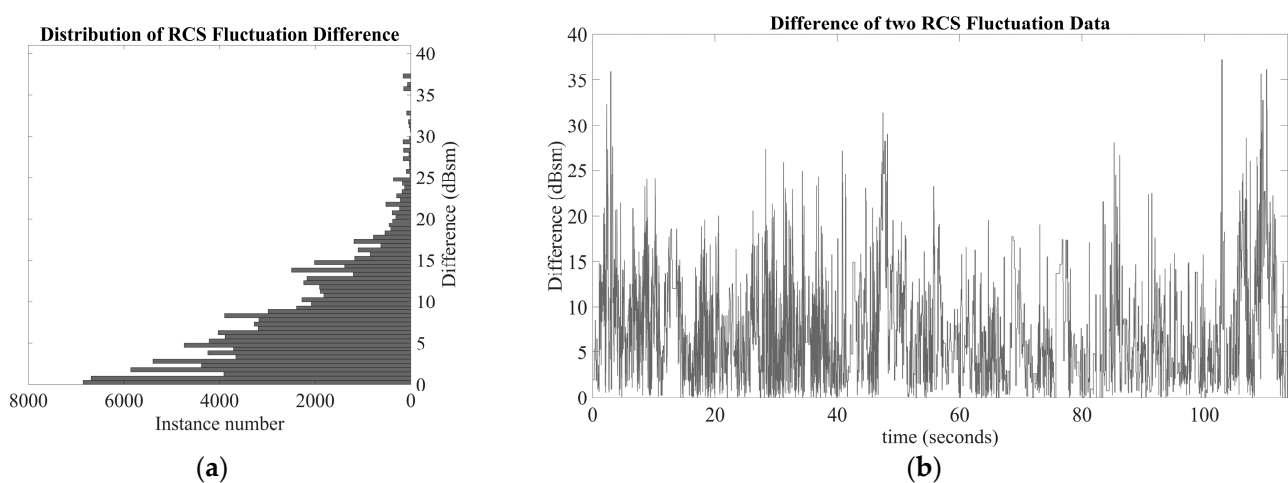 Distribution of RCS Fluctuation Difference
40
35
30
25
20
15
10
5
0
Difference (dBsm)
8000 6000 4000 2000 0
Instance number
(a)
Difference of two RCS Fluctuation Data
40
35
30
25
20
15
10
5
0
Difference (dBsm)
0 20 40 60 80 100
time (seconds)
(b)